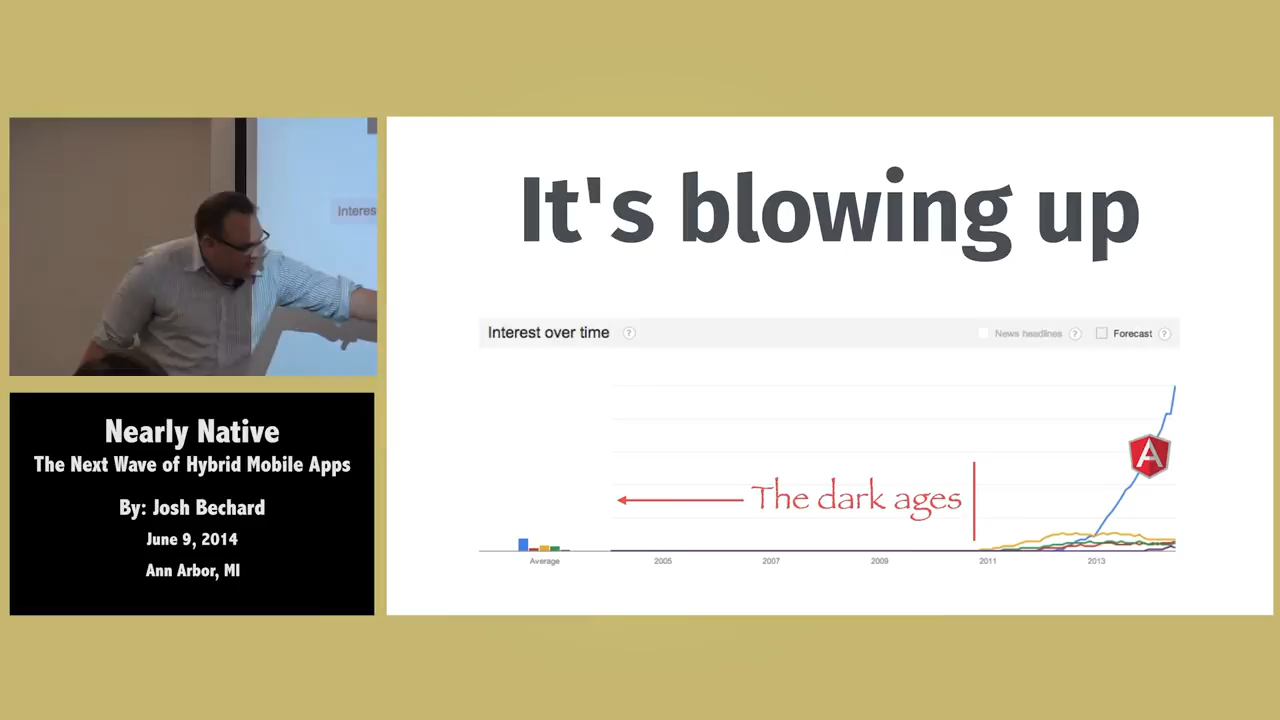 Interes
Nearly Native
The Next Wave of Hybrid Mobile Apps
By: Josh Bechard
June 9, 2014
Ann Arbor, MI
It's blowing up
Interest over time ?
News headlines ? Forecast ?
A
The dark ages
Average 2005 2007 2009 2011 2013